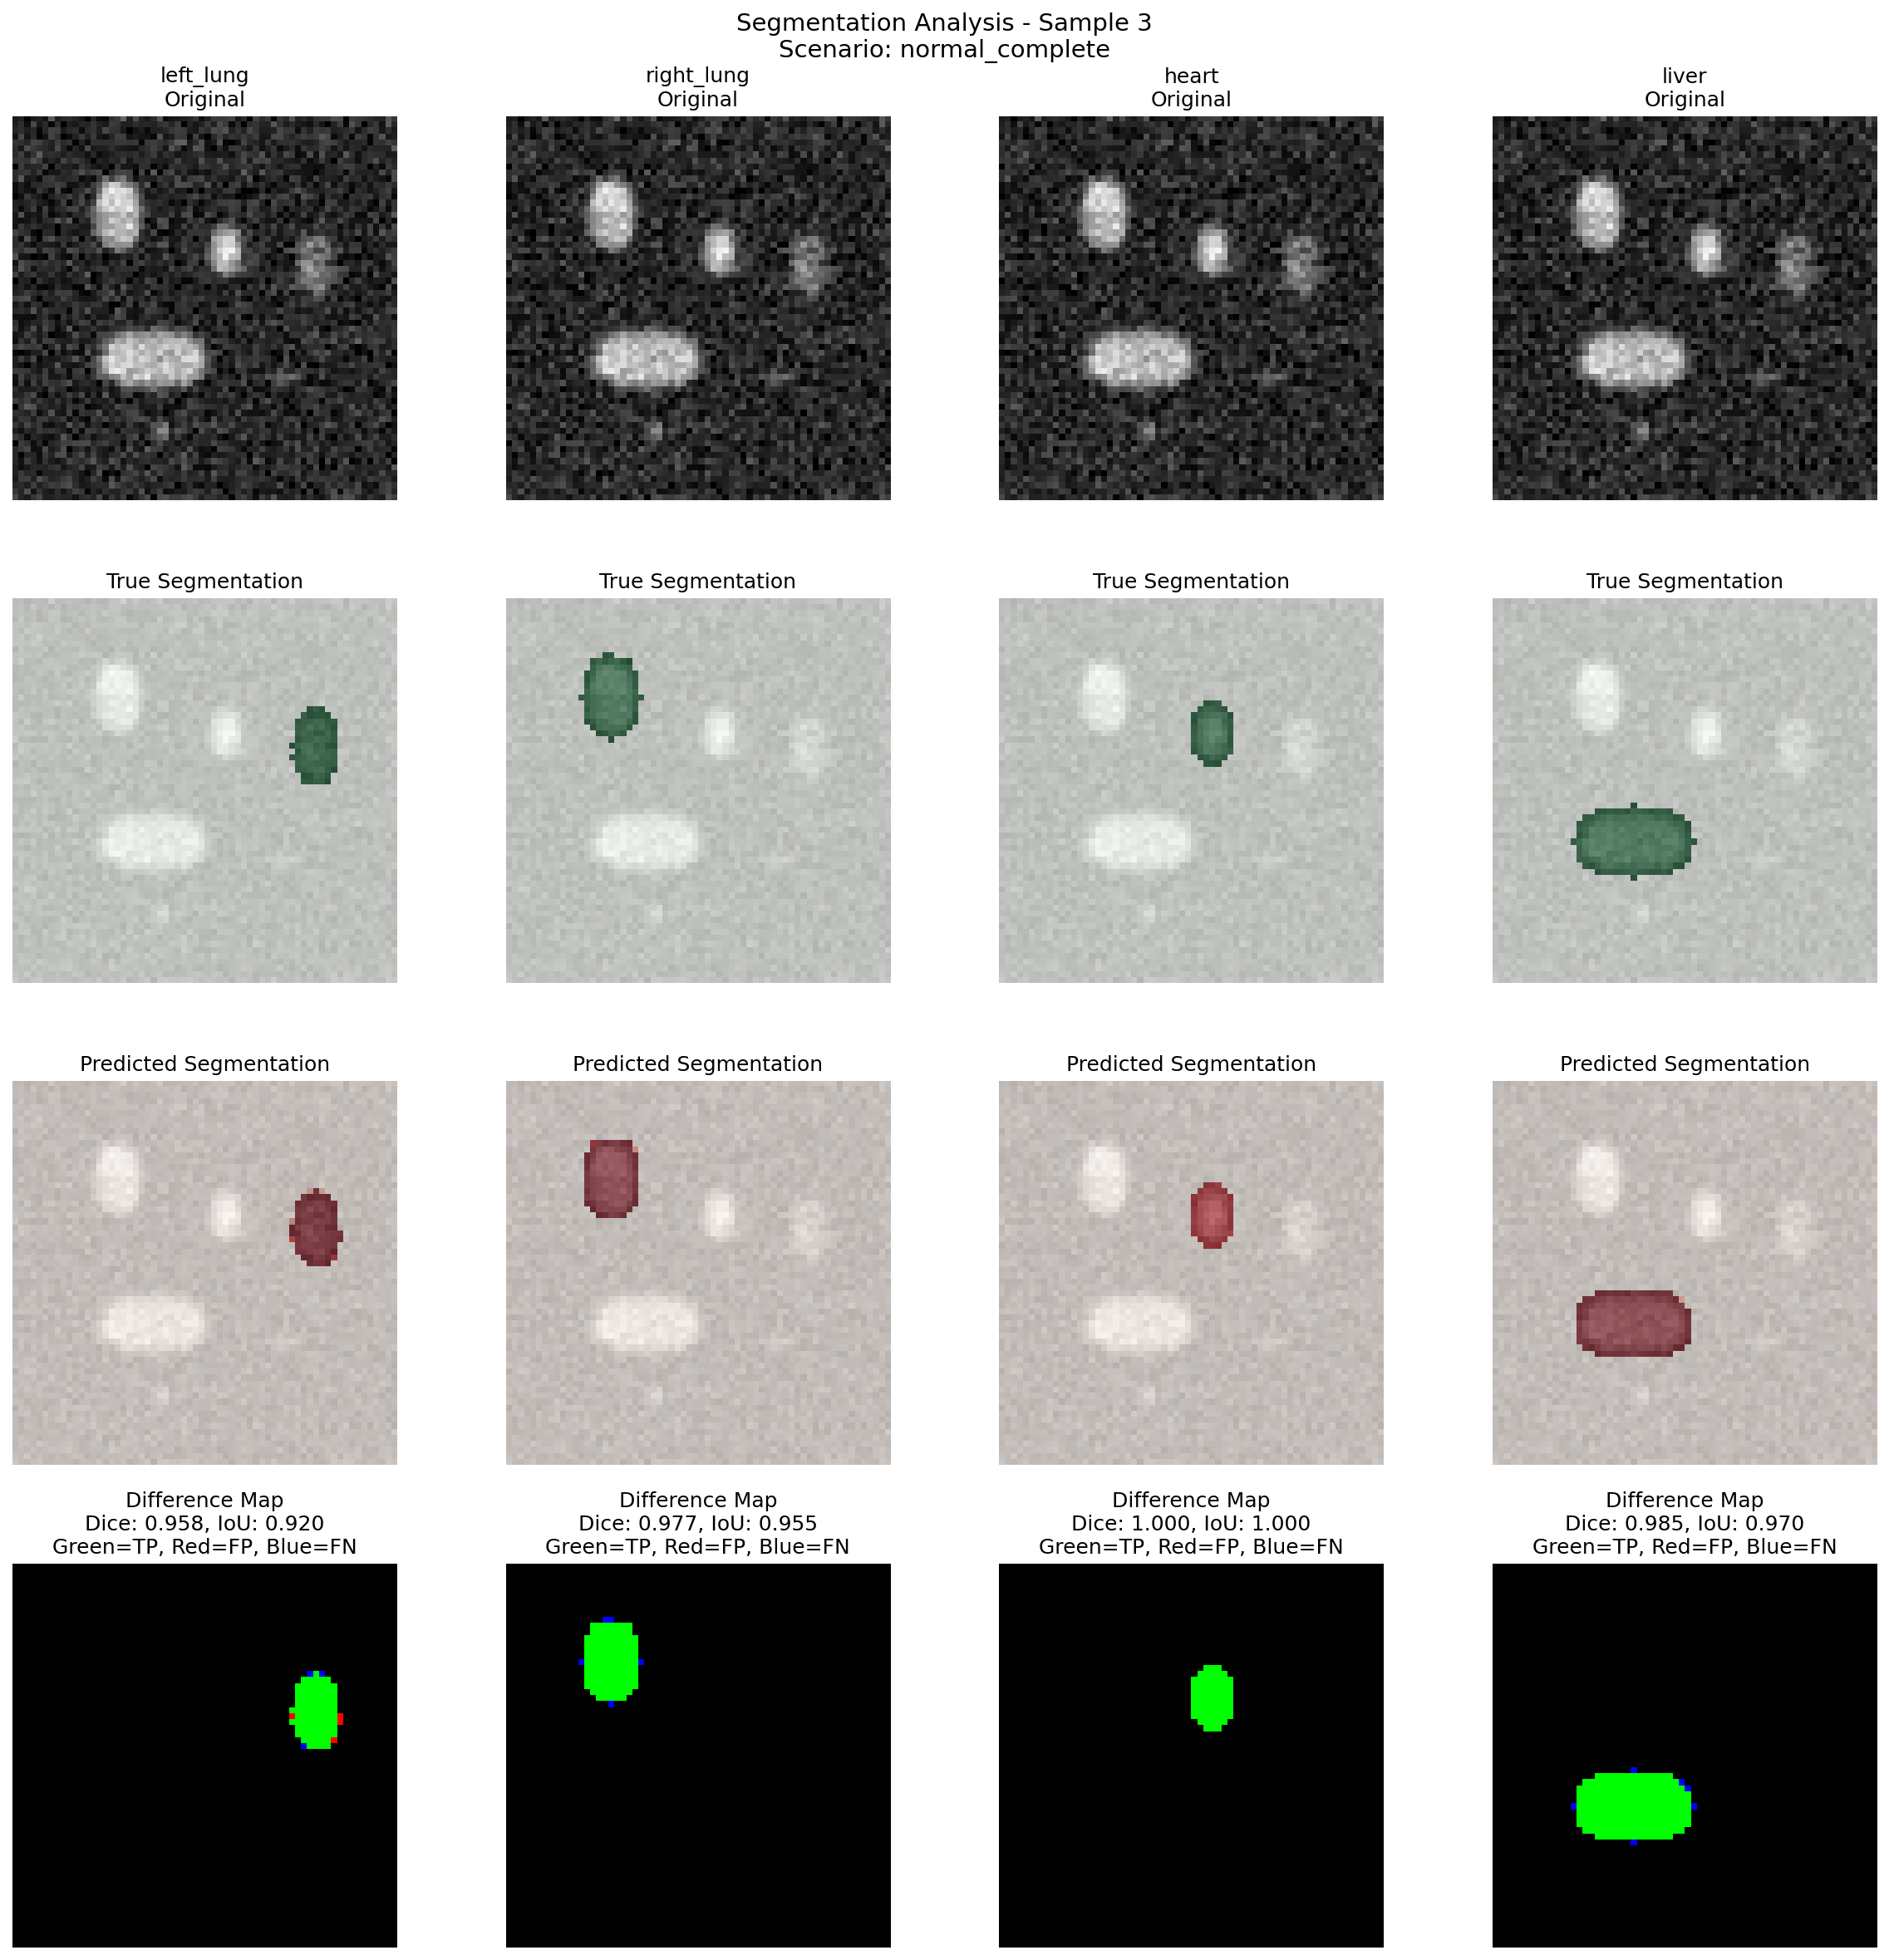 Segmentation Analysis - Sample 3
Scenario: normal_complete
left_lung
Original
right_lung
Original
heart
Original
liver
Original
True Segmentation
True Segmentation
True Segmentation
True Segmentation
Predicted Segmentation
Predicted Segmentation
Predicted Segmentation
Predicted Segmentation
Difference Map
Dice: 0.958, IoU: 0.920
Green=TP, Red=FP, Blue=FN
Difference Map
Dice: 0.977, IoU: 0.955
Green=TP, Red=FP, Blue=FN
Difference Map
Dice: 1.000, IoU: 1.000
Green=TP, Red=FP, Blue=FN
Difference Map
Dice: 0.985, IoU: 0.970
Green=TP, Red=FP, Blue=FN